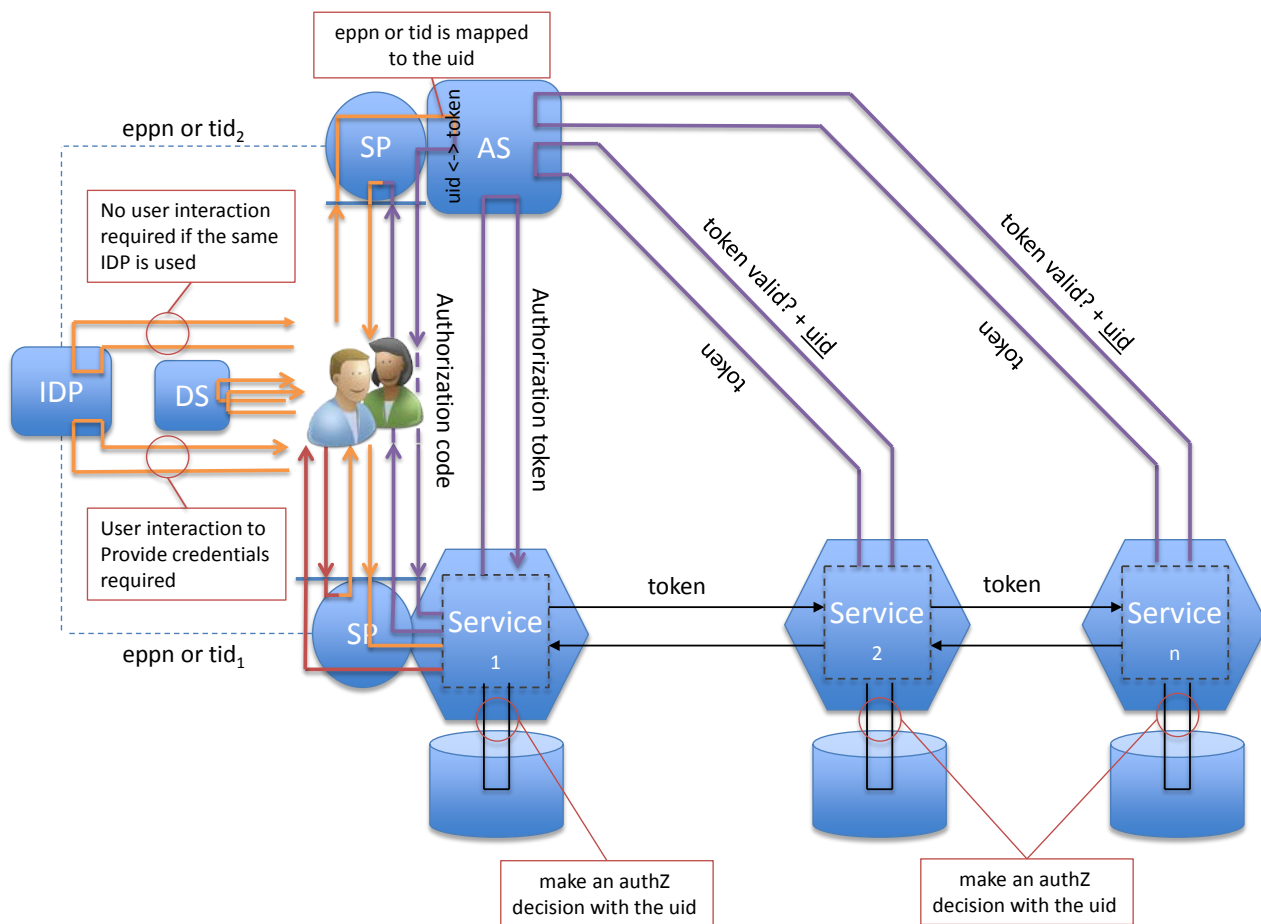 eppn or tid is mapped
to the uid
eppn or tid2
SP
uid <-> token
AS
No user interaction
required if the same
IDP is used
token valid? + uid
token
token valid? + uid
token
Authorization code
Authorization token
IDP
DS
User interaction to
Provide credentials
required
eppn or tid1
SP
Service
1
token
Service
2
token
Service
n
make an authZ
decision with the uid
make an authZ
decision with the uid